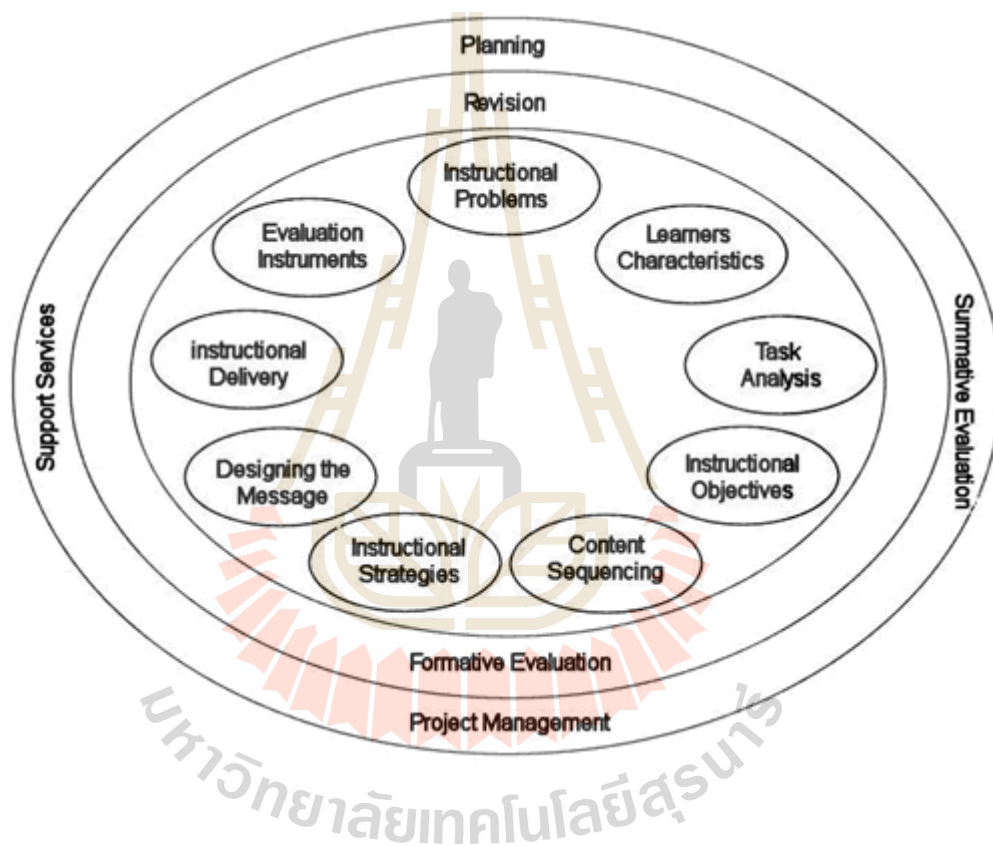 Planning
Revision
Instructional
Problems
Learners
Characteristics
Task
Analysis
Instructional
Objectives
Content
Sequencing
Instructional
Strategies
Designing the
Message
instructional
Delivery
Evaluation
Instruments
Support Services
Summative Evaluation
Formative Evaluation
Project Management
มหาวิทยาลัยเทคโนโลยีสุรนารี